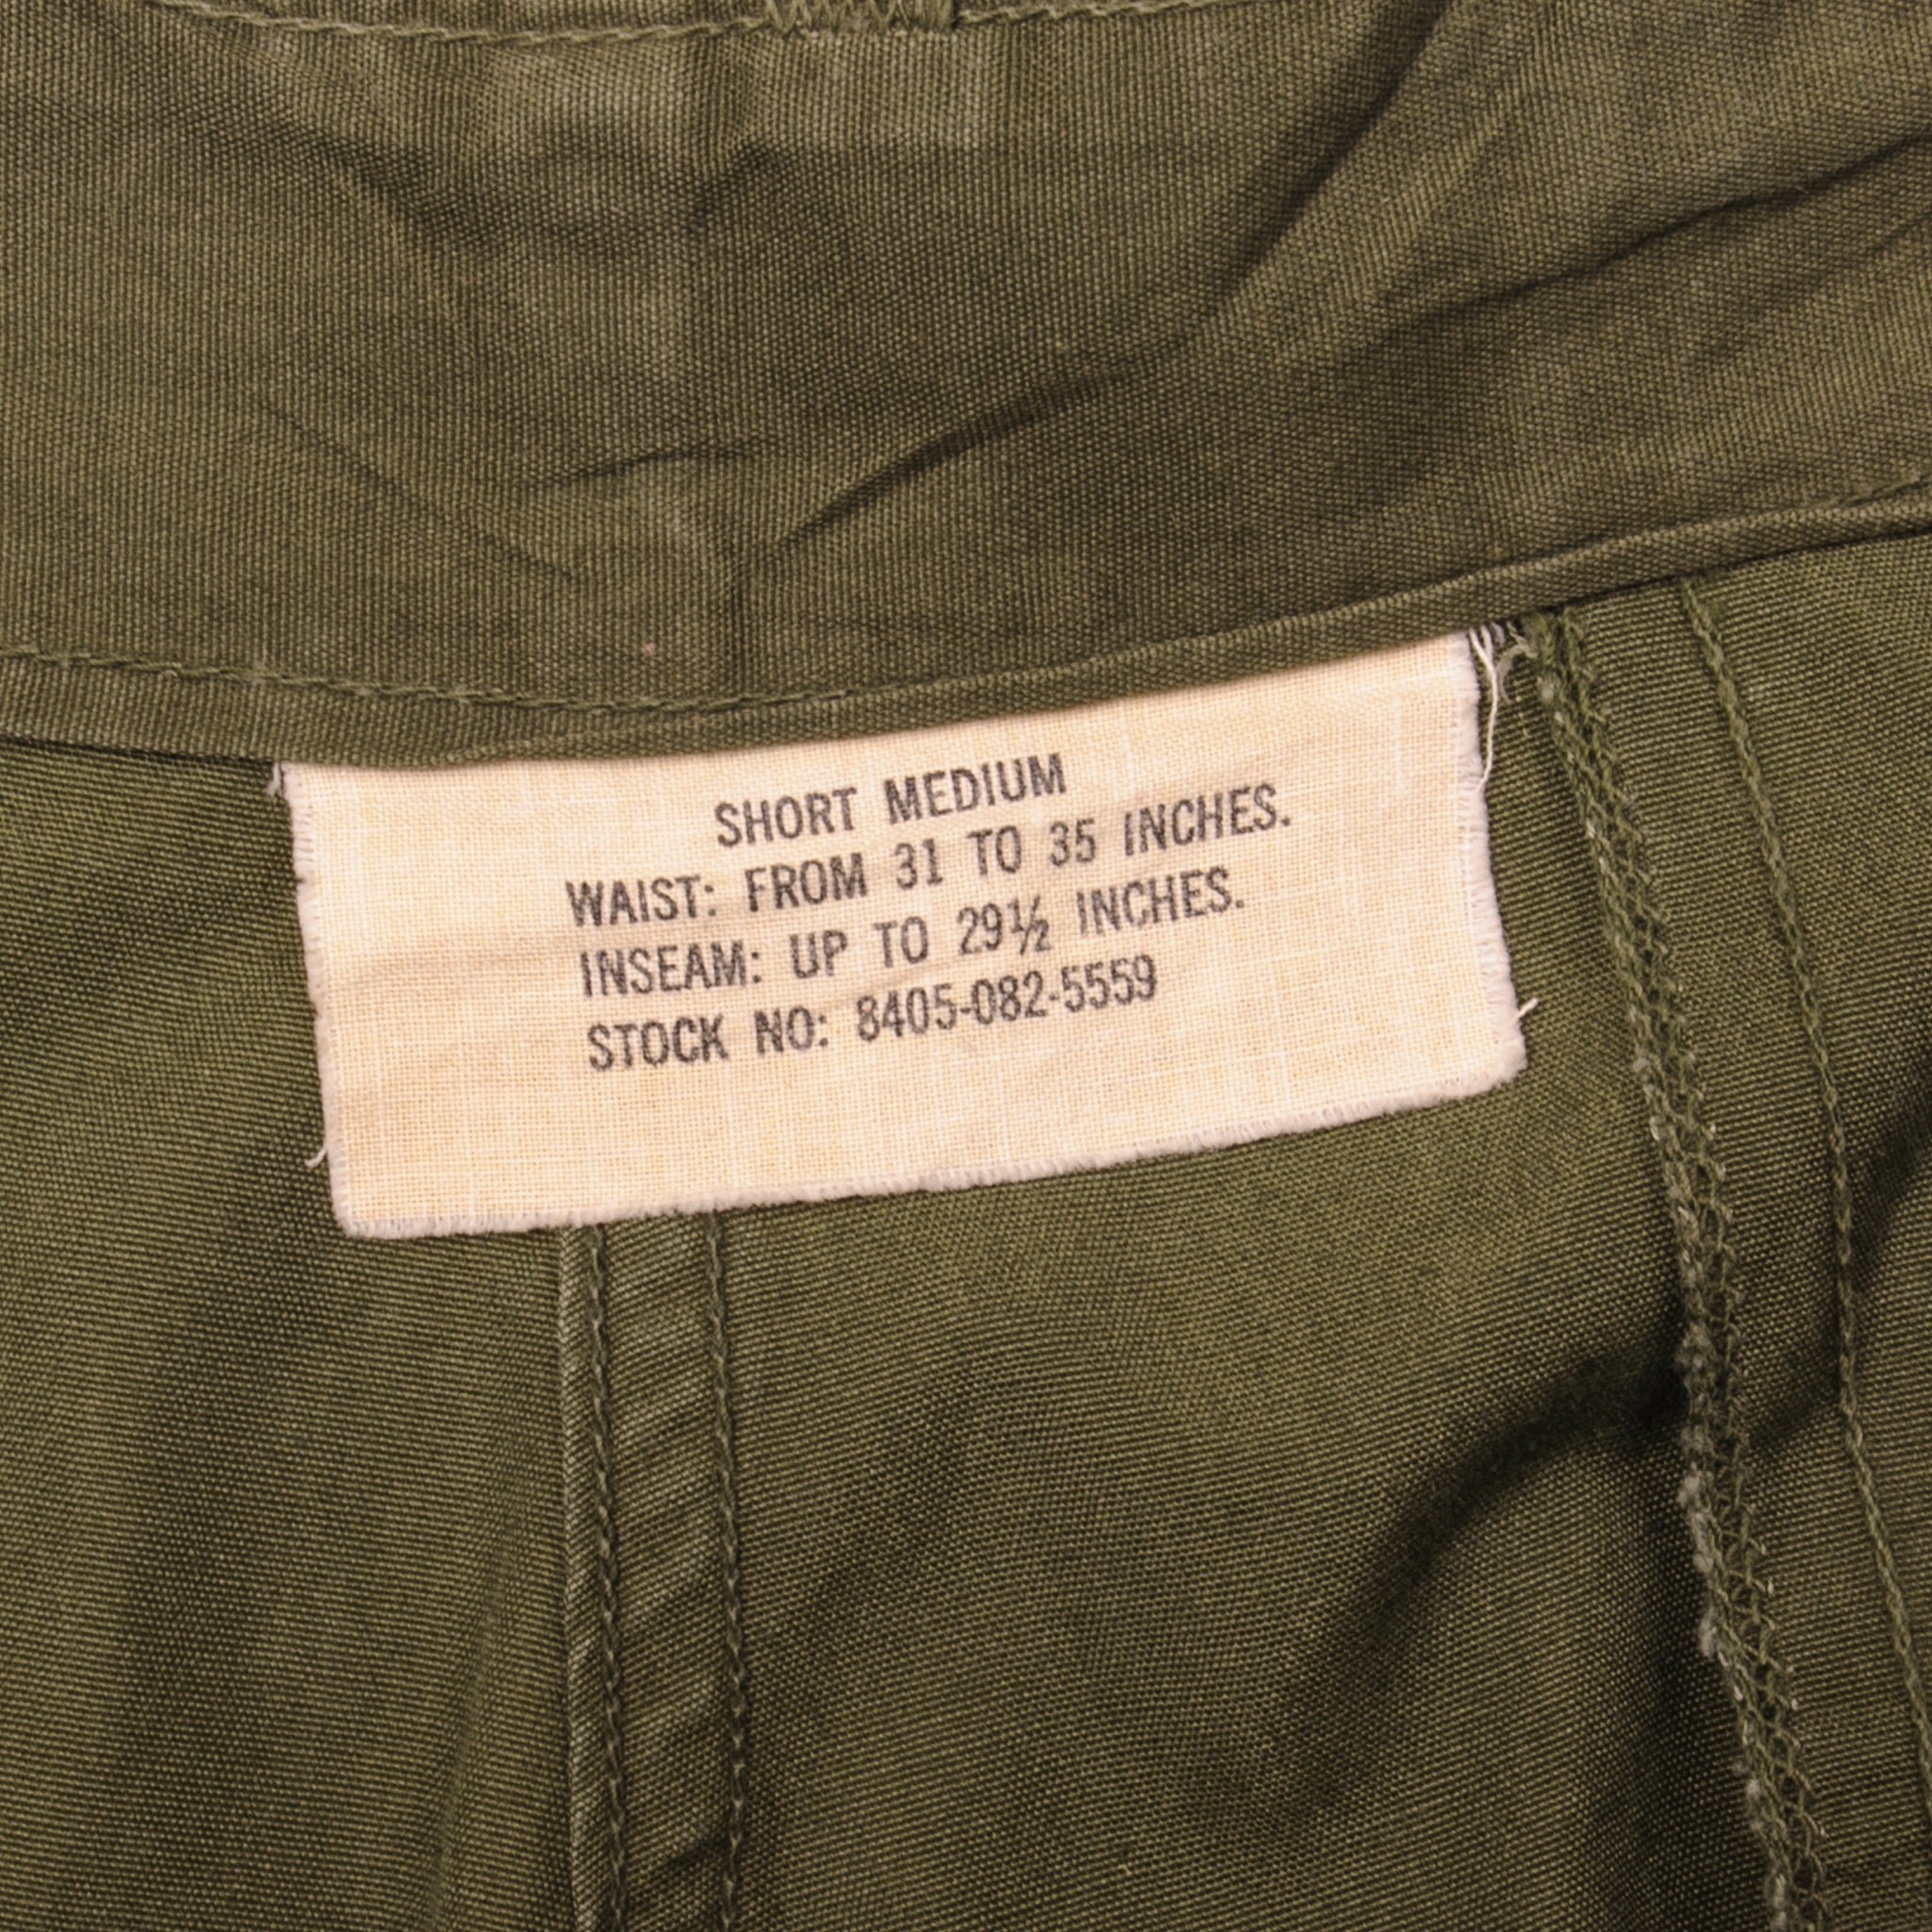 SHORT MEDIUM
WAIST: FROM 31 TO 35 INCHES.
INSEAM: UP TO 29½ INCHES.
STOCK NO: 8405-082-5559